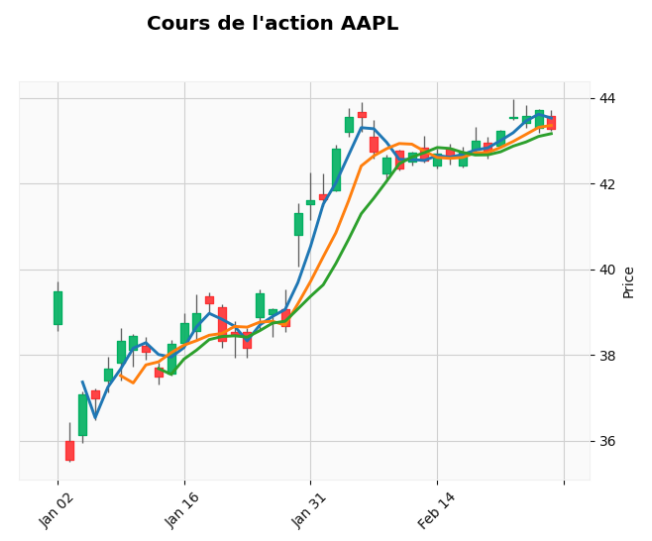 Cours de l'action AAPL
44
42
40
38
36
Price
Jan 02
Jan 16
Jan 31
Feb 14